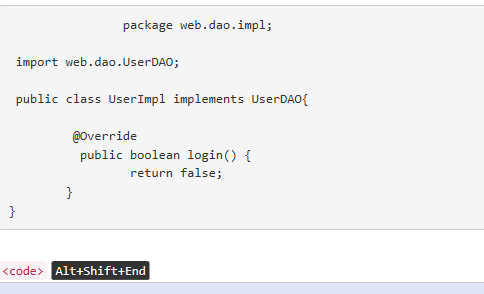 package web.dao.impl;
import web.dao.UserDAO;
public class UserImpl implements UserDAO{
@Override
public boolean login() {
return false;
}
}
<code> Alt+Shift+End